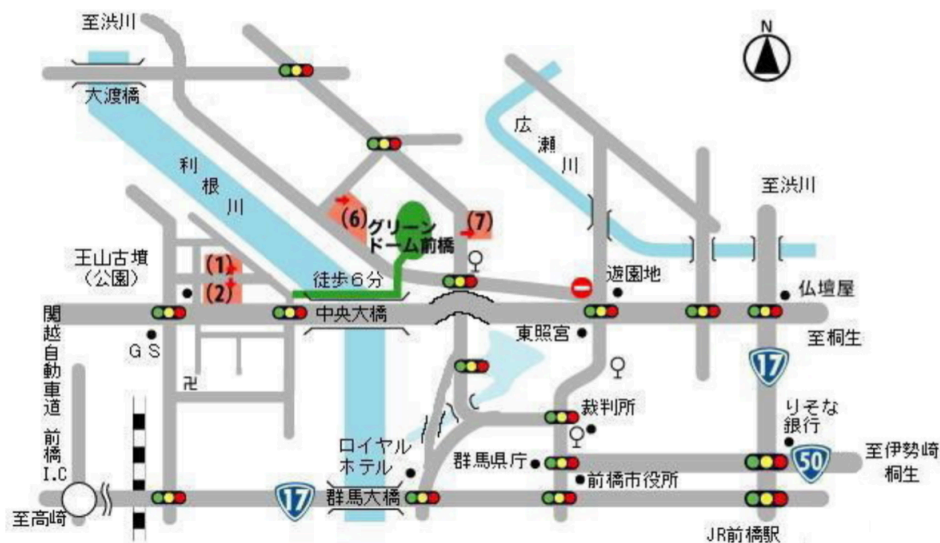 至渋川
N
大渡橋
利根川
広瀬川
至渋川
(6)
(7)
グリーン
ドーム前橋
王山古墳
(公園)
(1)
(2)
徒歩6分
遊園地
仏壇屋
中央大橋
東照宮
至桐生
関越自動車道 前橋I.C
GS
17
卍
裁判所
りそな
銀行
ロイヤル
ホテル
群馬県庁
50
至伊勢崎
桐生
前橋市役所
17
群馬大橋
至高崎
JR前橋駅